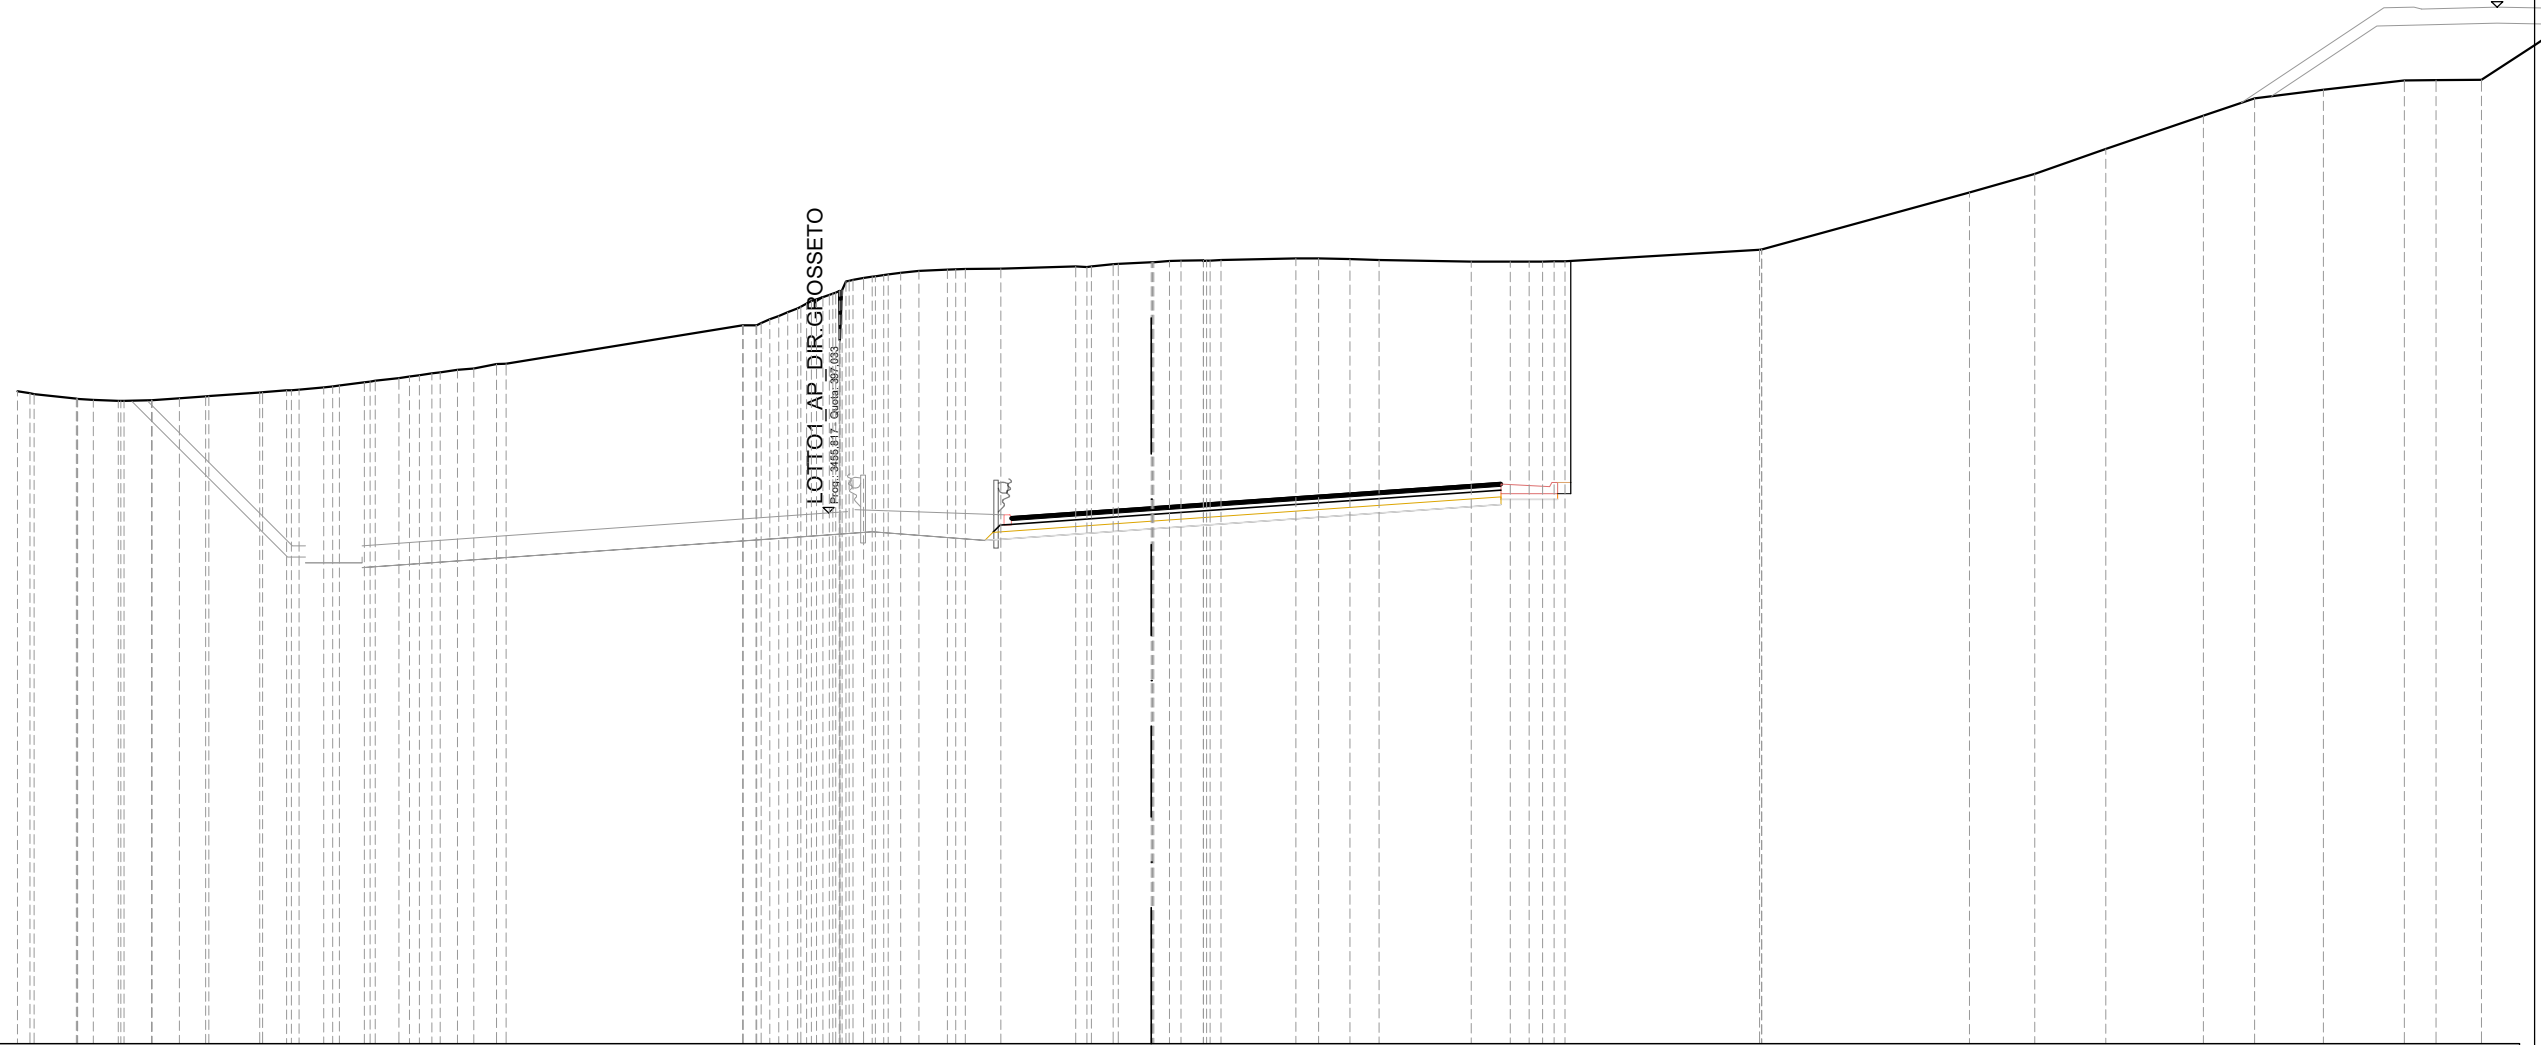 LOTTO1_AP_DIR.GROSSETO
Prog.: 3455,817 - Quota: 397,033